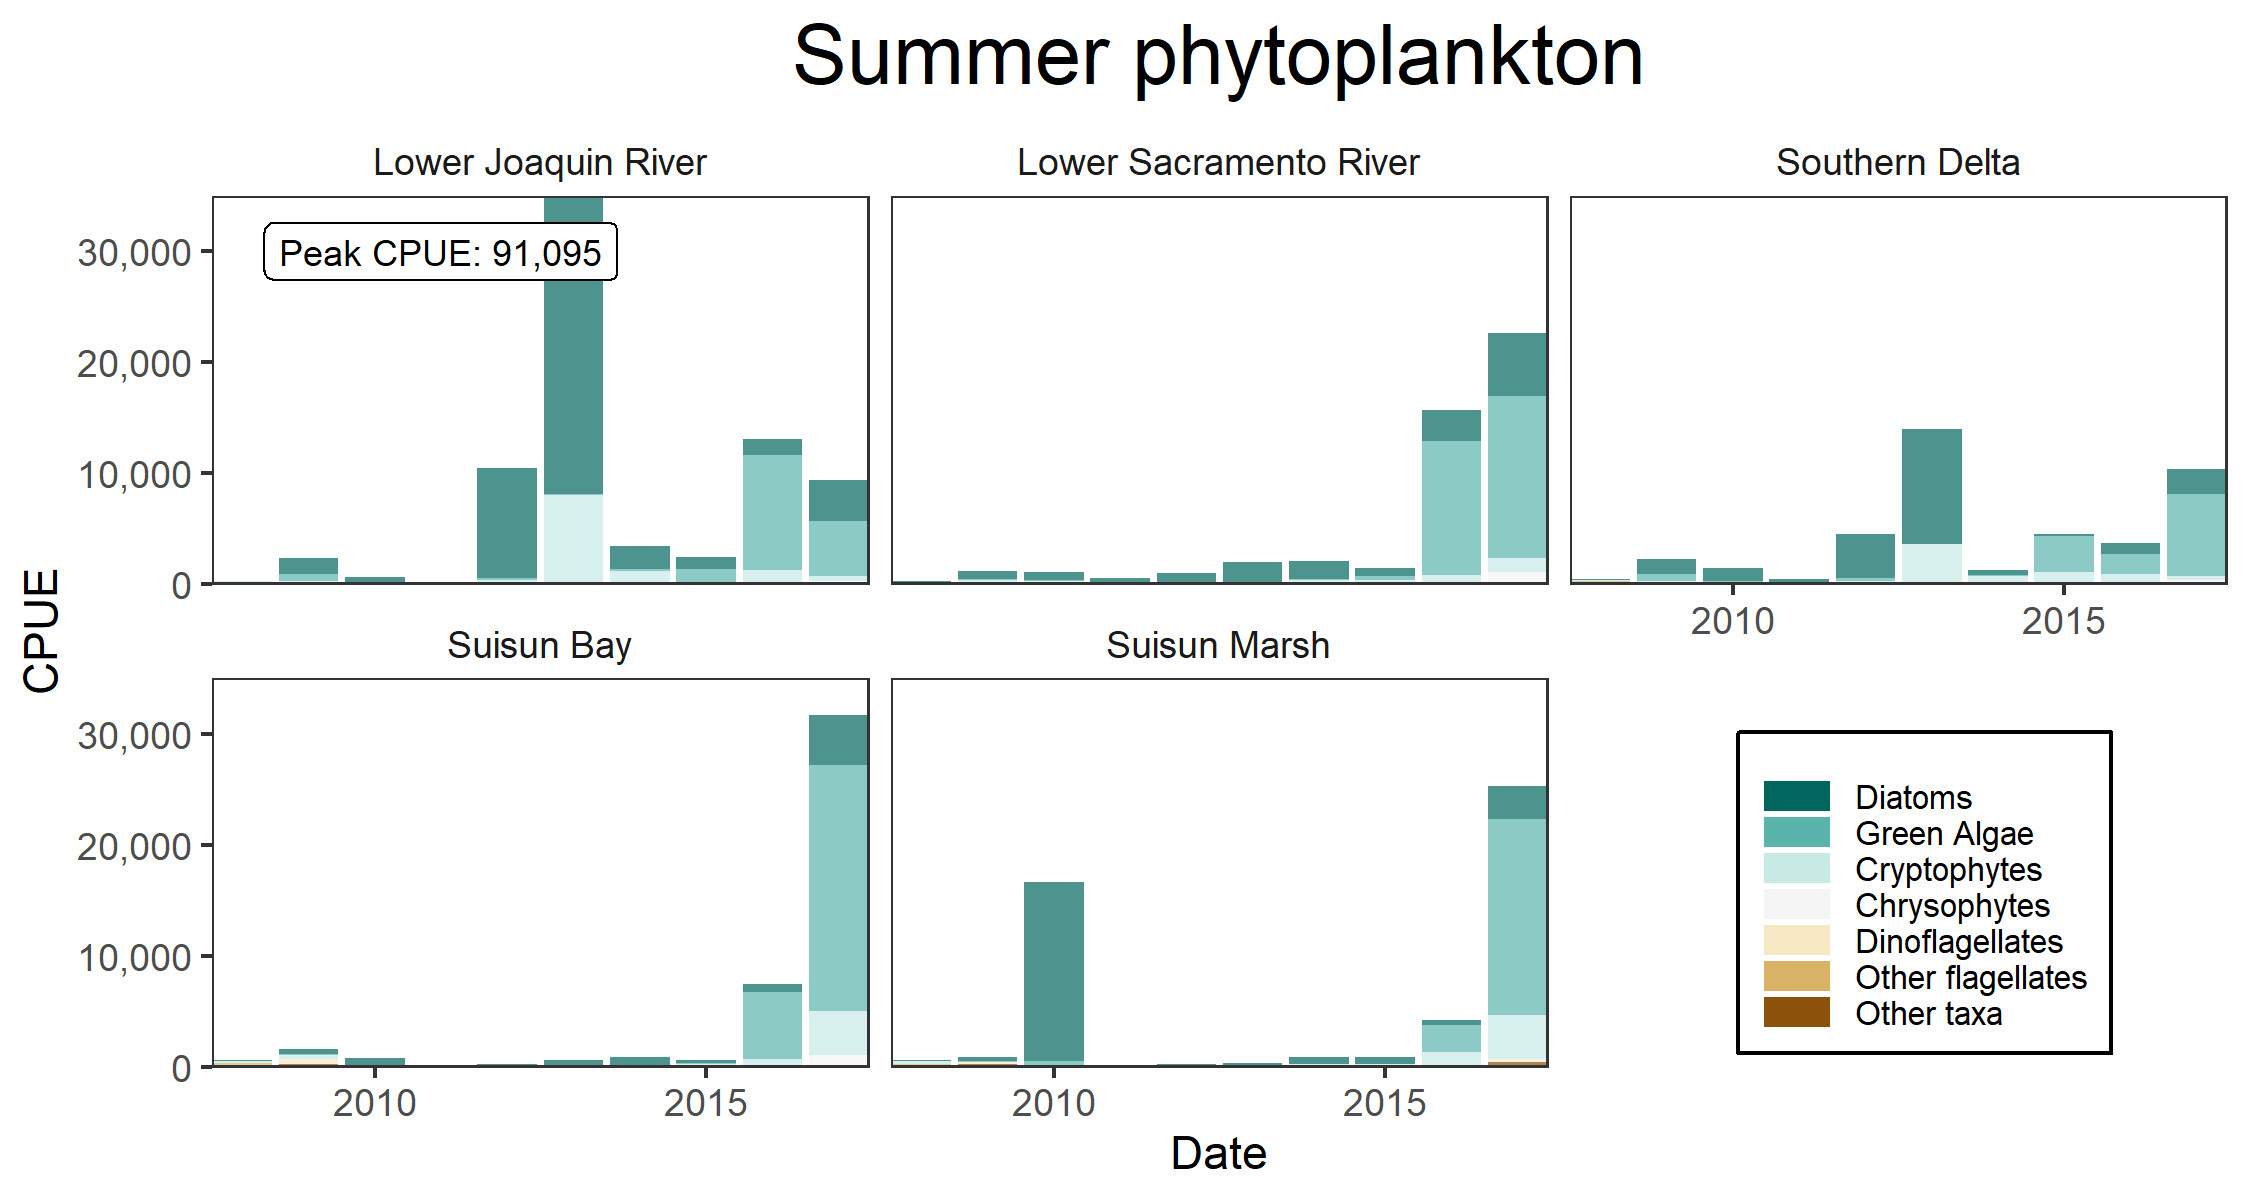 Summer phytoplankton
Lower Joaquin River
Lower Sacramento River
Southern Delta
30,000
20,000
10,000
0
Peak CPUE: 91,095
2010
2015
CPUE
Suisun Bay
Suisun Marsh
30,000
20,000
10,000
0
2010
2015
2010
2015
Date
Diatoms
Green Algae
Cryptophytes
Chrysophytes
Dinoflagellates
Other flagellates
Other taxa